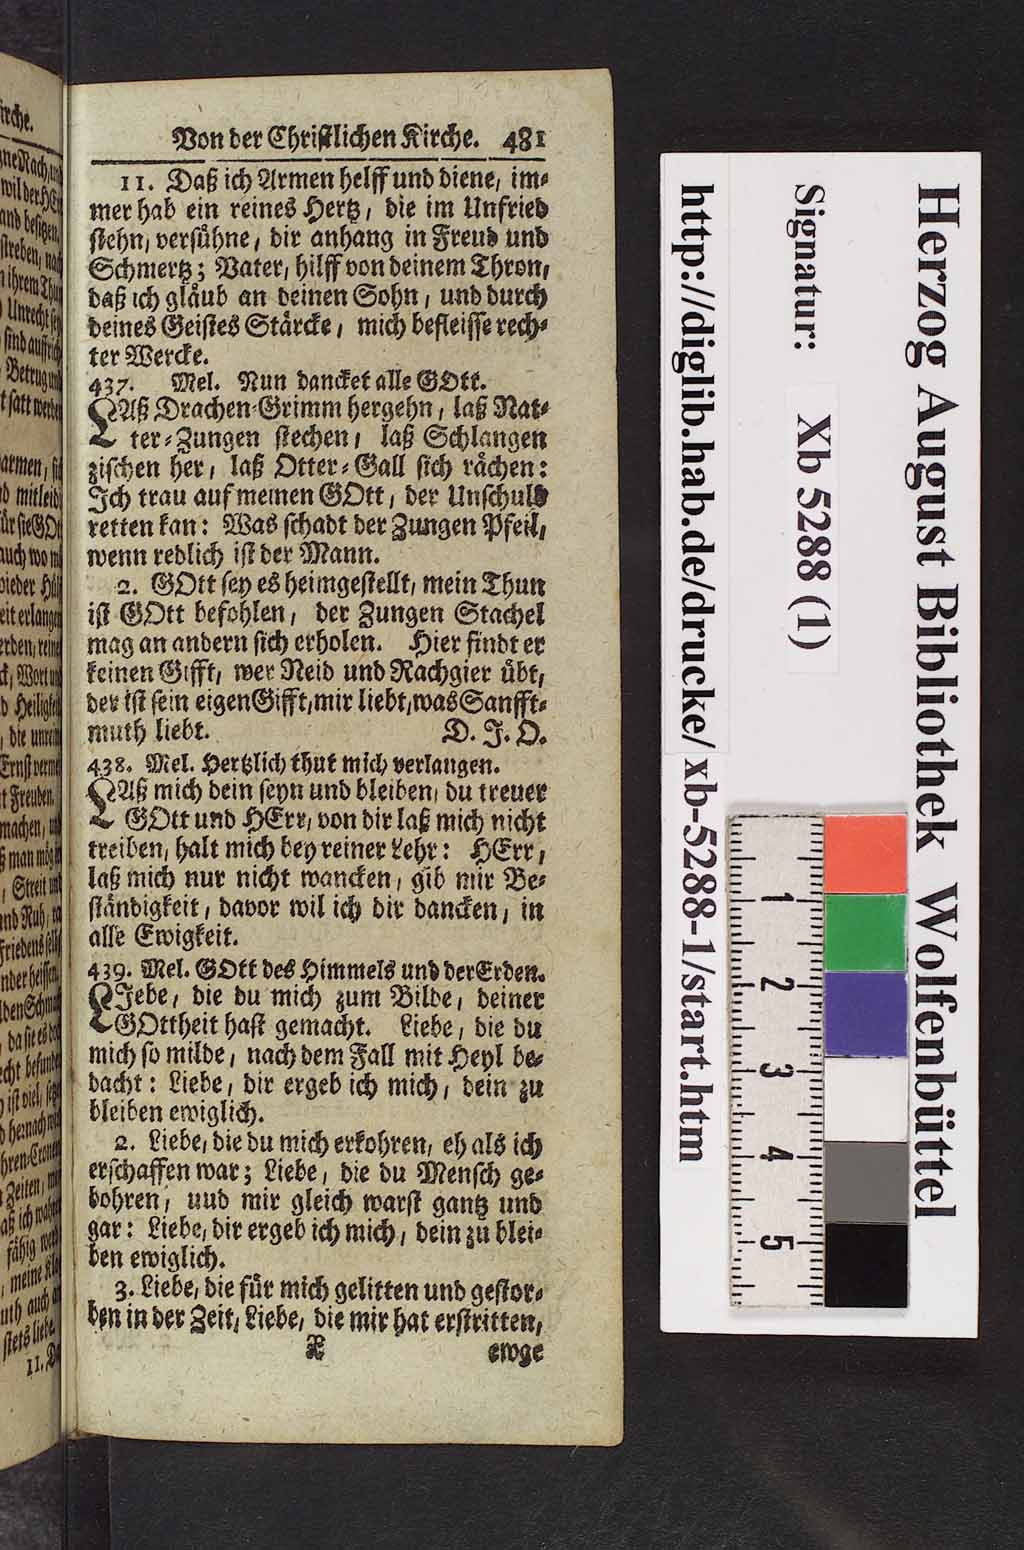 Von der Christlichen Kirche. 481
11. Daß ich Armen helff und diene, im-
mer hab ein reines Hertz, die im Unfried
stehn, versühne, dir anhang in Freud und
Schmertz; Vater, hilff von deinem Thron,
daß ich gläub an deinen Sohn, und durch
deines Geistes Stärcke, mich befleisse rech-
ter Wercke.
437. Mel. Nun dancket alle GOtt.
LAß Drachen-Grimm hergehn, laß Nat-
ter-Zungen stechen, laß Schlangen
zischen her, laß Otter-Gall sich rächen:
Ich trau auf meinen GOtt, der Unschuld
retten kan: Was schadt der Zungen Pfeil,
wenn redlich ist der Mann.
2. GOtt sey es heimgestellt, mein Thun
ist GOtt befohlen, der Zungen Stachel
mag an andern sich erholen. Hier findt er
keinen Gifft, wer Neid und Rachgier übt,
der ist sein eigen Gifft, mir liebt, was Sanfft-
muth liebt. D. J. O.
438. Mel. Hertzlich thut mich verlangen.
LAß mich dein seyn und bleiben, du treuer
GOtt und HErr, von dir laß mich nicht
treiben, halt mich bey reiner Lehr: HErr,
laß mich nur nicht wancken, gib mir Be-
ständigkeit, davor wil ich dir dancken, in
alle Ewigkeit.
439. Mel. GOtt des Himmels und der Erden.
LIebe, die du mich zum Bilde, deiner
GOttheit hast gemacht. Liebe, die du
mich so milde, nach dem Fall mit Heyl be-
dacht: Liebe, dir ergeb ich mich, dein zu
bleiben ewiglich.
2. Liebe, die du mich erkohren, eh als ich
erschaffen war; Liebe, die du Mensch ge-
bohren, uud mir gleich warst gantz und
gar: Liebe, dir ergeb ich mich, dein zu blei-
ben ewiglich.
3. Liebe, die für mich gelitten und gestor-
ben in der Zeit, Liebe, die mir hat erstritten,
X ewge
Herzog August Bibliothek Wolfenbüttel
Signatur: Xb 5288 (1)
http://diglib.hab.de/drucke/xb-5288-1/start.htm
1
2
3
4
5